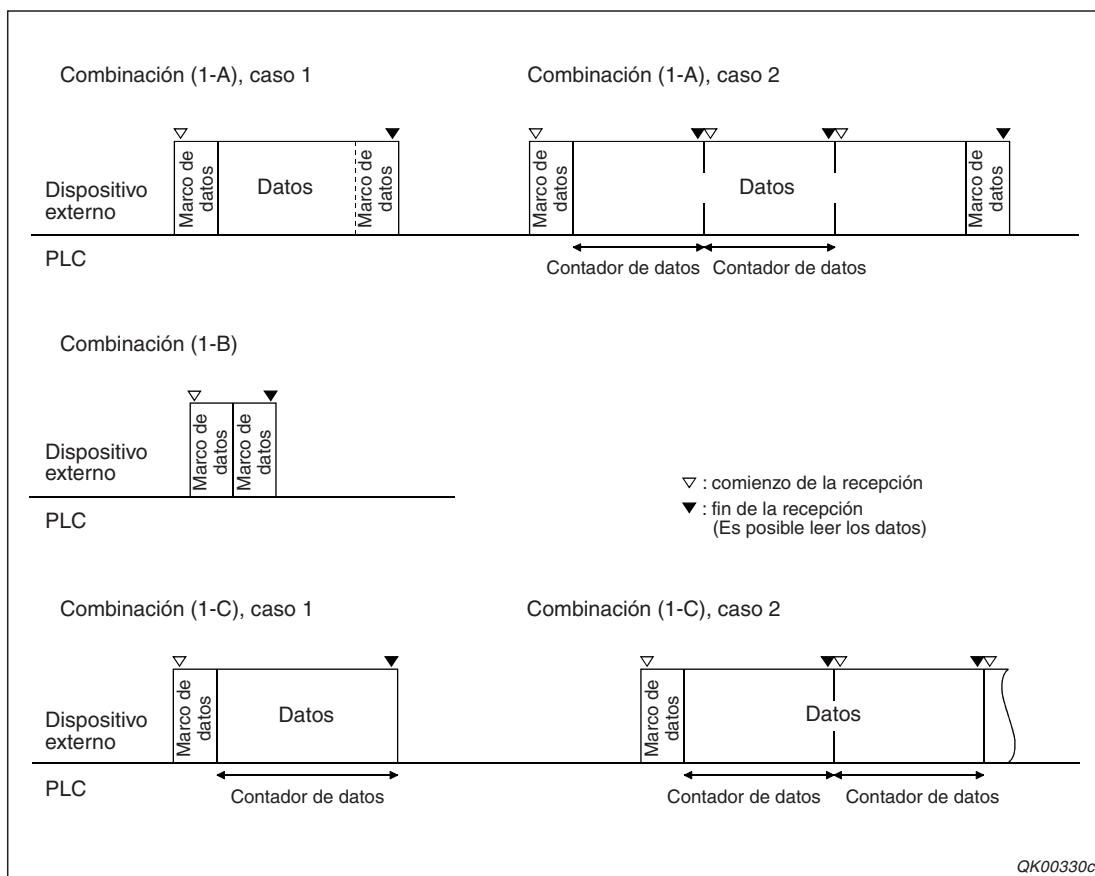 Combinación (1-A), caso 1
Combinación (1-A), caso 2
Dispositivo
externo
Marco de
datos
Datos
Marco de
datos
Marco de
datos
Datos
Marco de
datos
PLC
Contador de datos
Contador de datos
Combinación (1-B)
Dispositivo
externo
Marco de
datos
Marco de
datos
PLC
▽ : comienzo de la recepción
▼ : fin de la recepción
(Es posible leer los datos)
Combinación (1-C), caso 1
Combinación (1-C), caso 2
Dispositivo
externo
Marco de
datos
Datos
Marco de
datos
Datos
PLC
Contador de datos
Contador de datos
Contador de datos
QK00330c